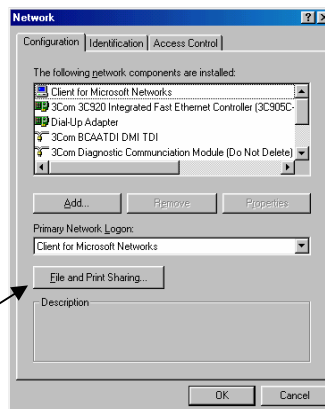 Network
Configuration Identification Access Control
The following network components are installed:
Client for Microsoft Networks
3Com 3C920 Integrated Fast Ethernet Controller (3C905C-
Dial-Up Adapter
3Com BCAATDI DMI TDI
3Com Diagnostic Communciation Module (Do Not Delete)
Add... Remove Properties
Primary Network Logon:
Client for Microsoft Networks
File and Print Sharing...
Description
OK Cancel